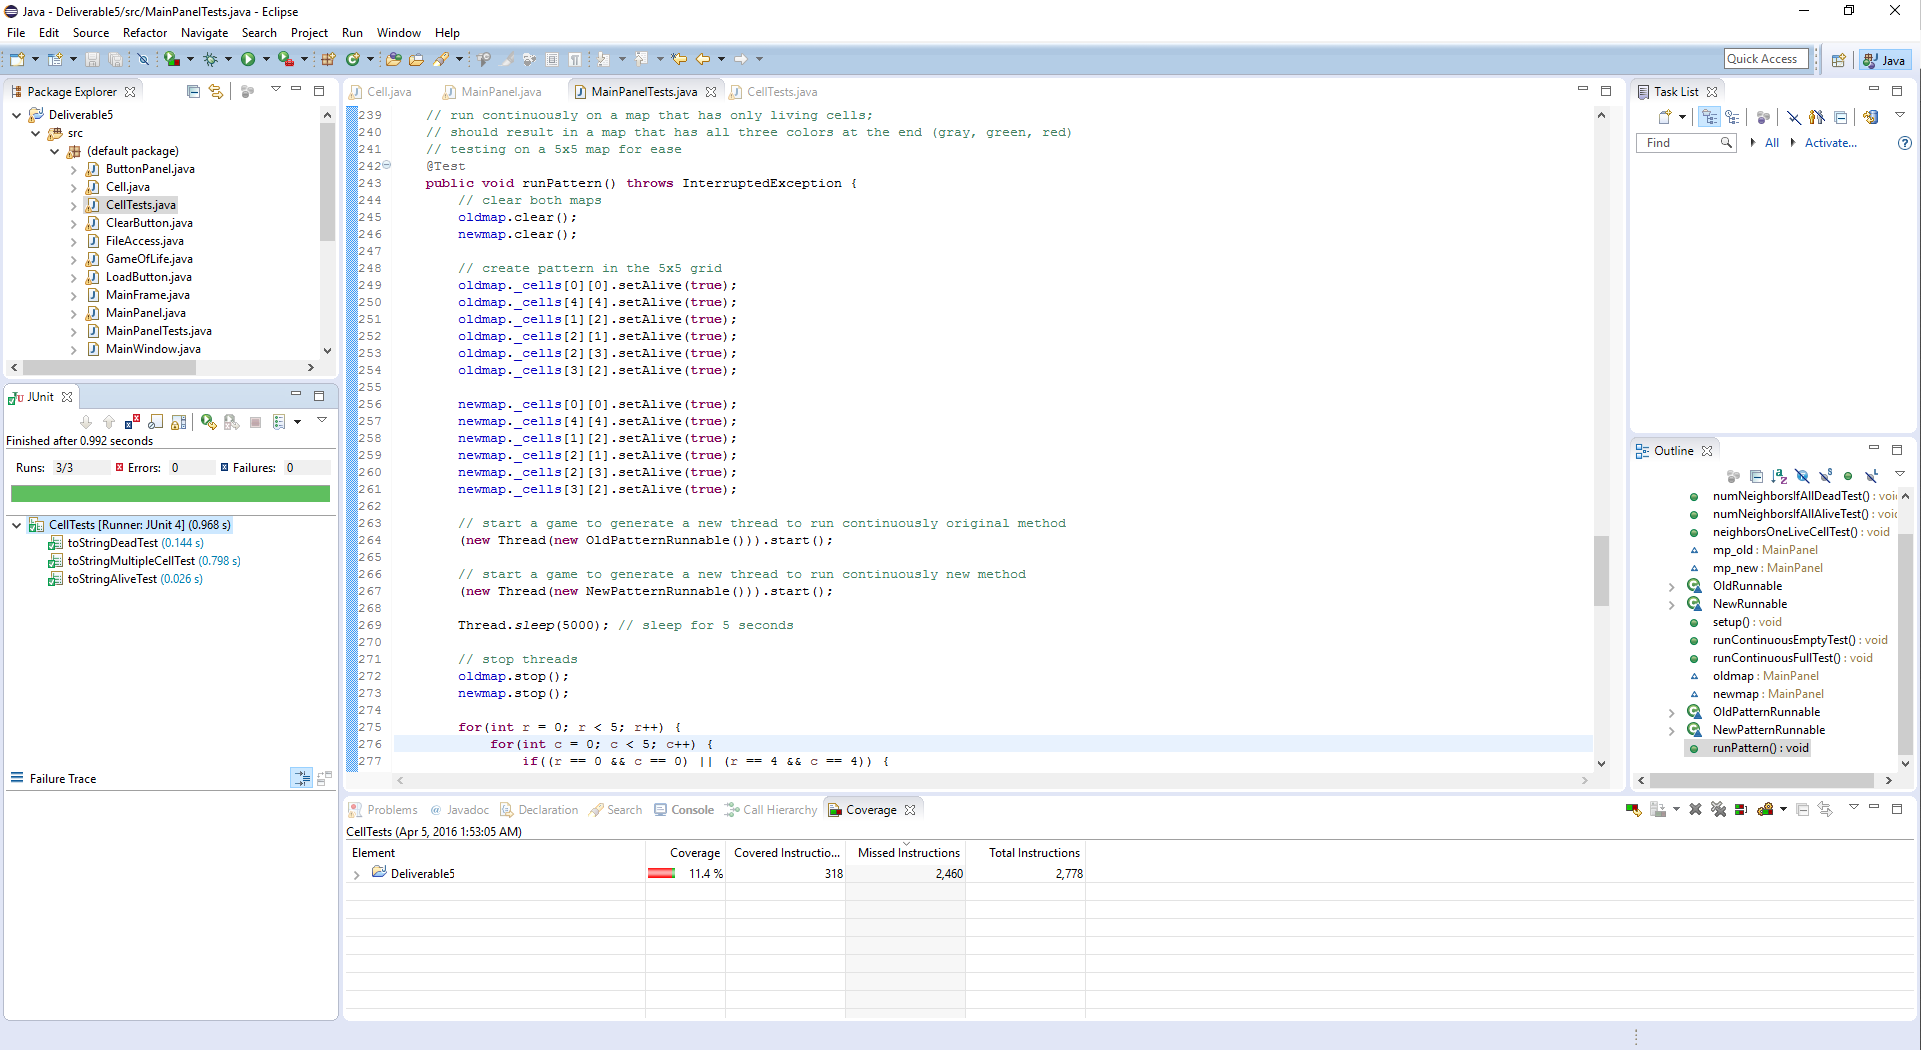 Java - Deliverable5/src/MainPanelTests.java - Eclipse
File Edit Source Refactor Navigate Search Project Run Window Help
Quick Access
Java
Package Explorer
Deliverable5
src
(default package)
ButtonPanel.java
Cell.java
CellTests.java
ClearButton.java
FileAccess.java
GameOfLife.java
LoadButton.java
MainFrame.java
MainPanel.java
MainPanelTests.java
MainWindow.java
JUnit
Finished after 0.992 seconds
Runs: 3/3 Errors: 0 Failures: 0
CellTests [Runner: JUnit 4] (0.968 s)
toStringDeadTest (0.144 s)
toStringMultipleCellTest (0.798 s)
toStringAliveTest (0.026 s)
Failure Trace
Cell.java MainPanel.java MainPanelTests.java CellTests.java
239 // run continuously on a map that has only living cells;
240 // should result in a map that has all three colors at the end (gray, green, red)
241 // testing on a 5x5 map for ease
242 @Test
243 public void runPattern() throws InterruptedException {
244 // clear both maps
245 oldmap.clear();
246 newmap.clear();
247
248 // create pattern in the 5x5 grid
249 oldmap._cells[0][0].setAlive(true);
250 oldmap._cells[4][4].setAlive(true);
251 oldmap._cells[1][2].setAlive(true);
252 oldmap._cells[2][1].setAlive(true);
253 oldmap._cells[2][3].setAlive(true);
254 oldmap._cells[3][2].setAlive(true);
255
256 newmap._cells[0][0].setAlive(true);
257 newmap._cells[4][4].setAlive(true);
258 newmap._cells[1][2].setAlive(true);
259 newmap._cells[2][1].setAlive(true);
260 newmap._cells[2][3].setAlive(true);
261 newmap._cells[3][2].setAlive(true);
262
263 // start a game to generate a new thread to run continuously original method
264 (new Thread(new OldPatternRunnable())).start();
265
266 // start a game to generate a new thread to run continuously new method
267 (new Thread(new NewPatternRunnable())).start();
268
269 Thread.sleep(5000); // sleep for 5 seconds
270
271 // stop threads
272 oldmap.stop();
273 newmap.stop();
274
275 for(int r = 0; r < 5; r++) {
276 for(int c = 0; c < 5; c++) {
277 if((r == 0 && c == 0) || (r == 4 && c == 4)) {
Task List
Find All Activate...
Outline
numNeighborsIfAllDeadTest() : voi
numNeighborsIfAllAliveTest() : voi
neighborsOneLiveCellTest() : void
mp_old : MainPanel
mp_new : MainPanel
OldRunnable
NewRunnable
setup() : void
runContinuousEmptyTest() : void
runContinuousFullTest() : void
oldmap : MainPanel
newmap : MainPanel
OldPatternRunnable
NewPatternRunnable
runPattern() : void
Problems @ Javadoc Declaration Search Console Call Hierarchy Coverage
CellTests (Apr 5, 2016 1:53:05 AM)
Element Coverage Covered Instructio... Missed Instructions Total Instructions
Deliverable5 11.4 % 318 2,460 2,778